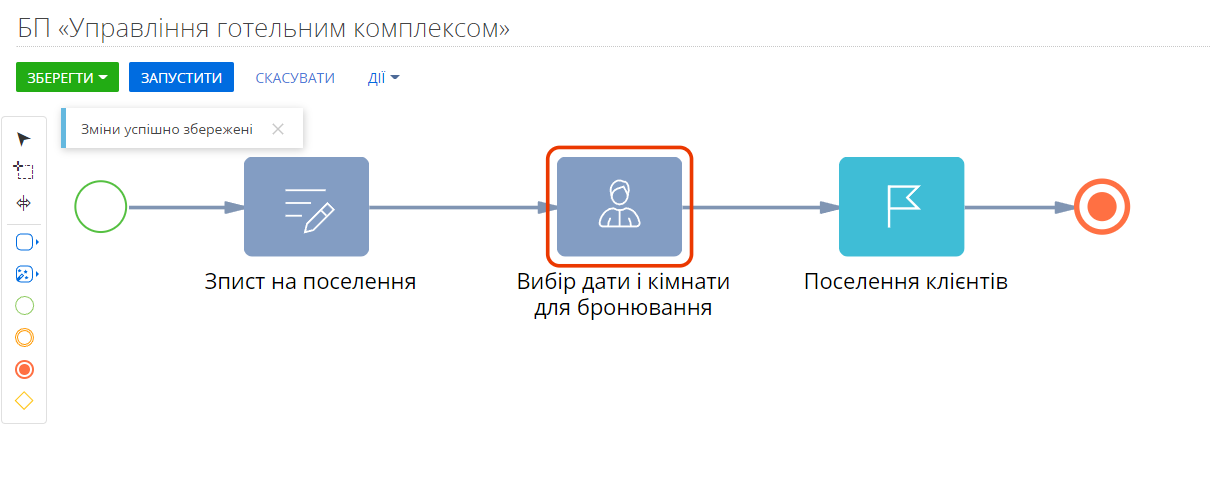 БП «Управління готельним комплексом»
ЗБЕРЕГТИ ЗАПУСТИТИ СКАСУВАТИ ДІЇ
Зміни успішно збережені
Зпист на поселення
Вибір дати і кімнати
для бронювання
Поселення клієнтів